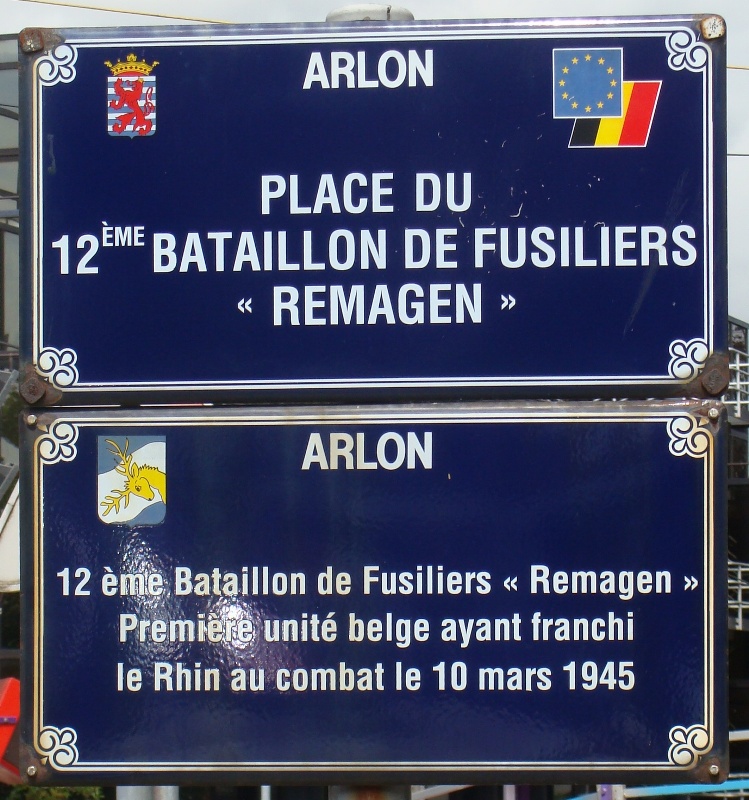 ARLON
PLACE DU
12ÈME BATAILLON DE FUSILIERS
« REMAGEN »
ARLON
12 ème Bataillon de Fusiliers « Remagen »
Première unité belge ayant franchi
le Rhin au combat le 10 mars 1945